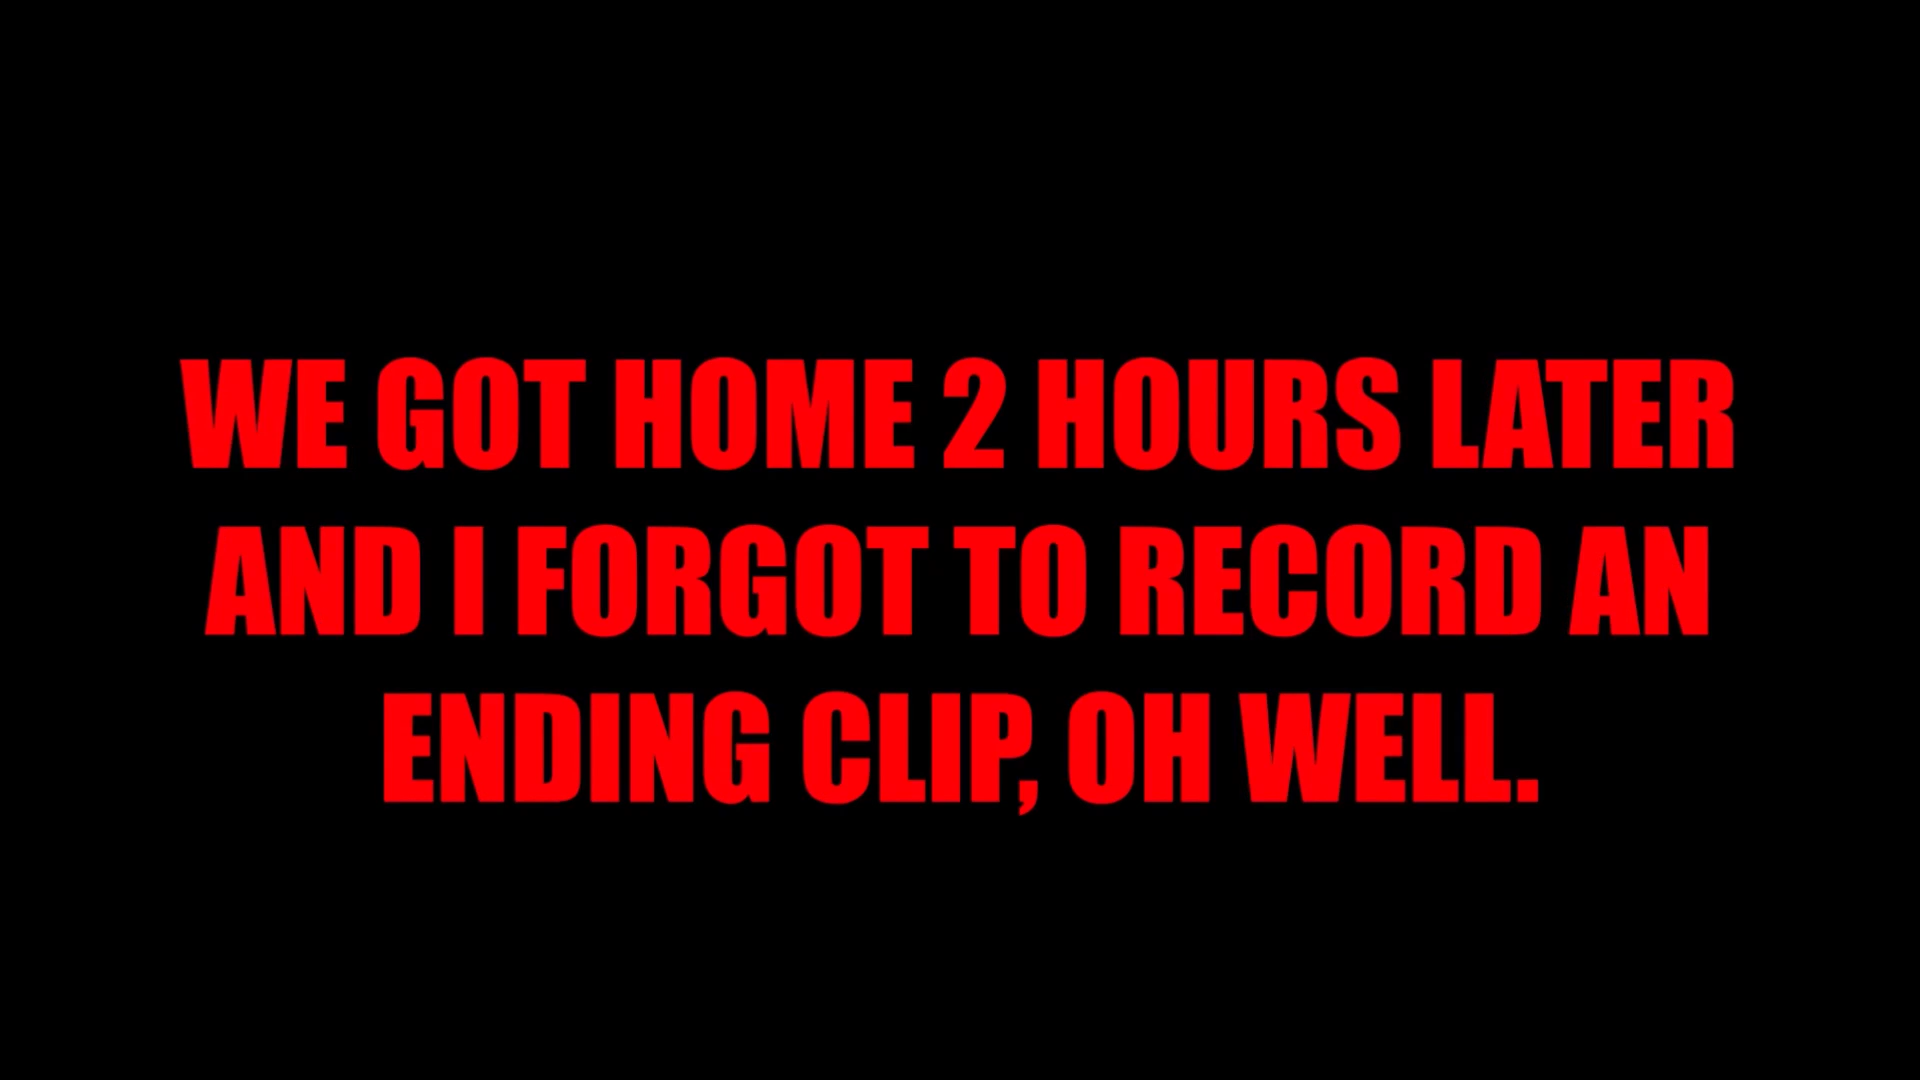 WE GOT HOME 2 HOURS LATER
AND I FORGOT TO RECORD AN
ENDING CLIP, OH WELL.